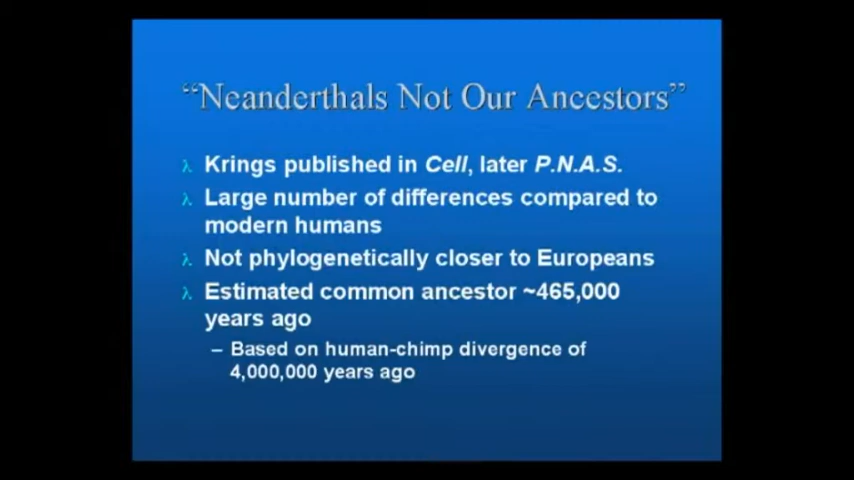 “Neanderthals Not Our Ancestors”
λ Krings published in Cell, later P.N.A.S.
λ Large number of differences compared to
modern humans
λ Not phylogenetically closer to Europeans
λ Estimated common ancestor ~465,000
years ago
– Based on human-chimp divergence of
4,000,000 years ago